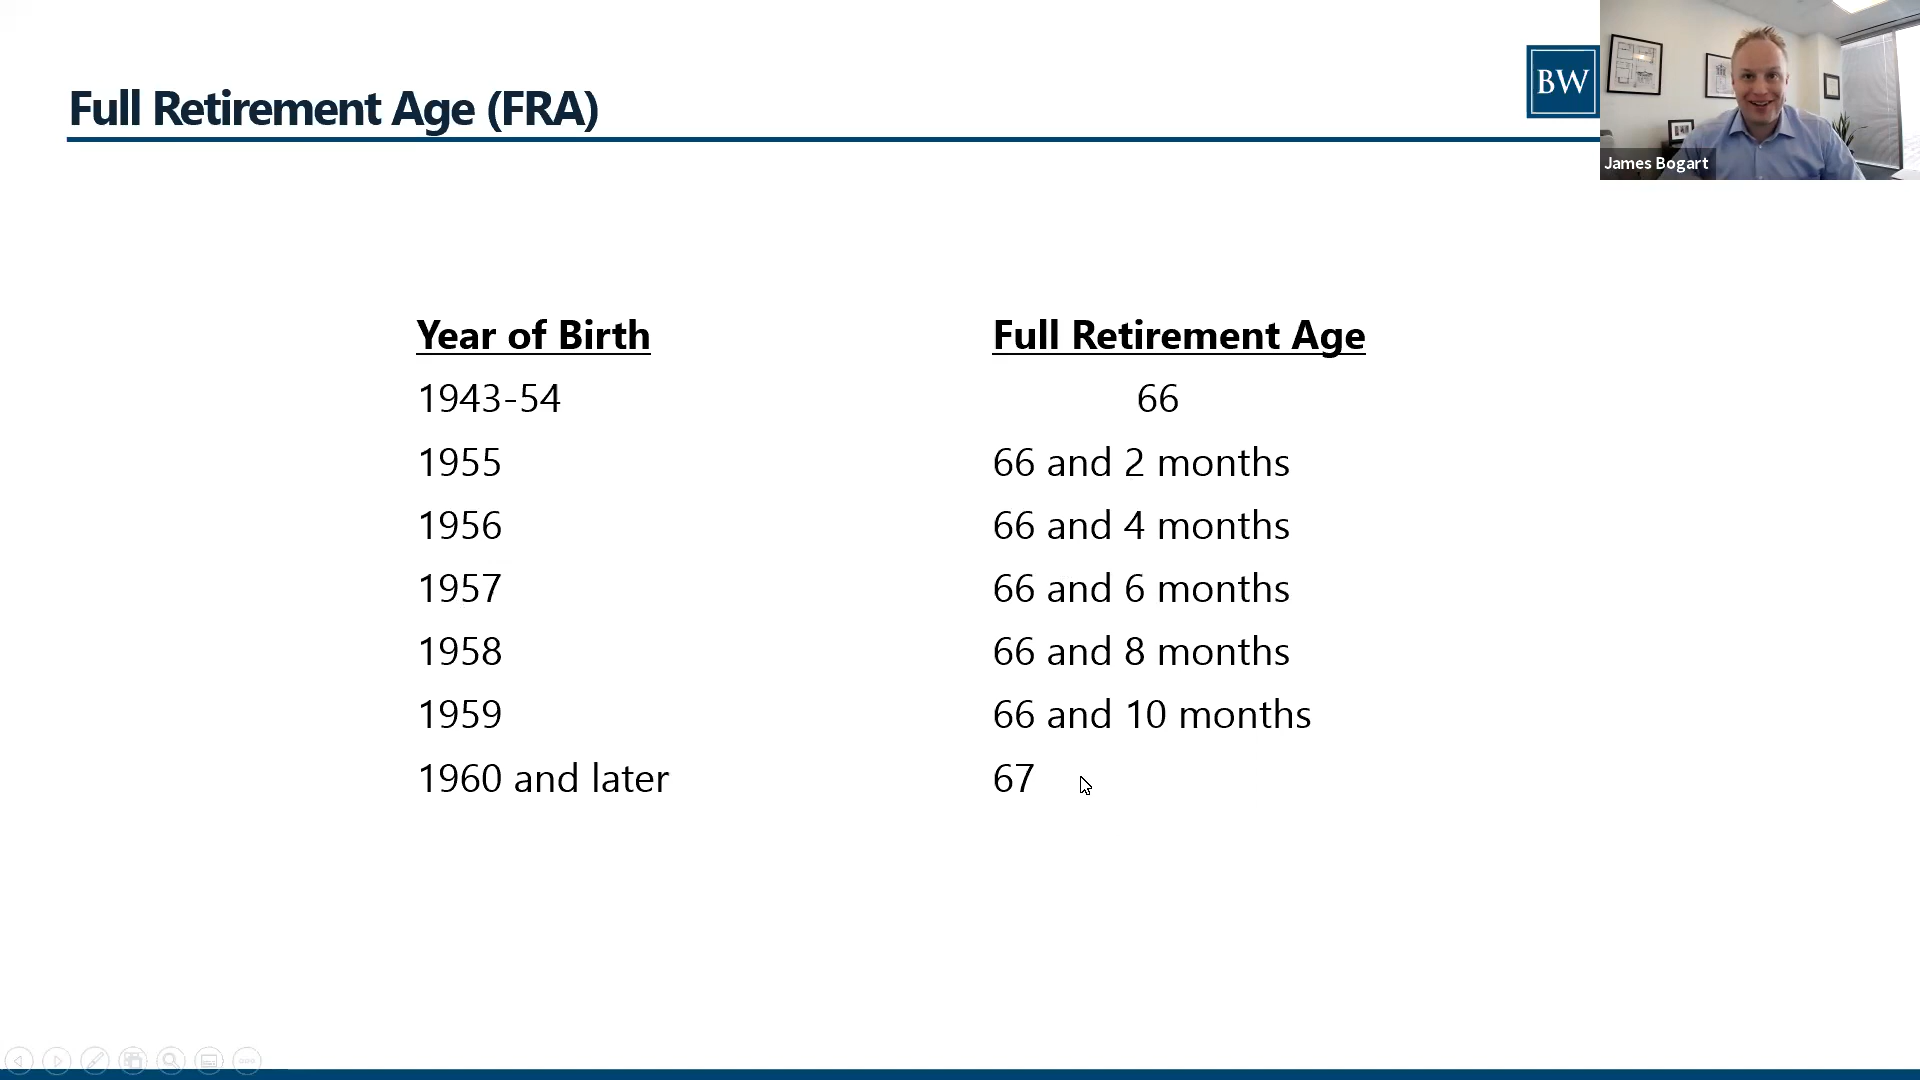 Full Retirement Age (FRA)
BW
James Bogart
Year of Birth Full Retirement Age
1943-54 66
1955 66 and 2 months
1956 66 and 4 months
1957 66 and 6 months
1958 66 and 8 months
1959 66 and 10 months
1960 and later 67